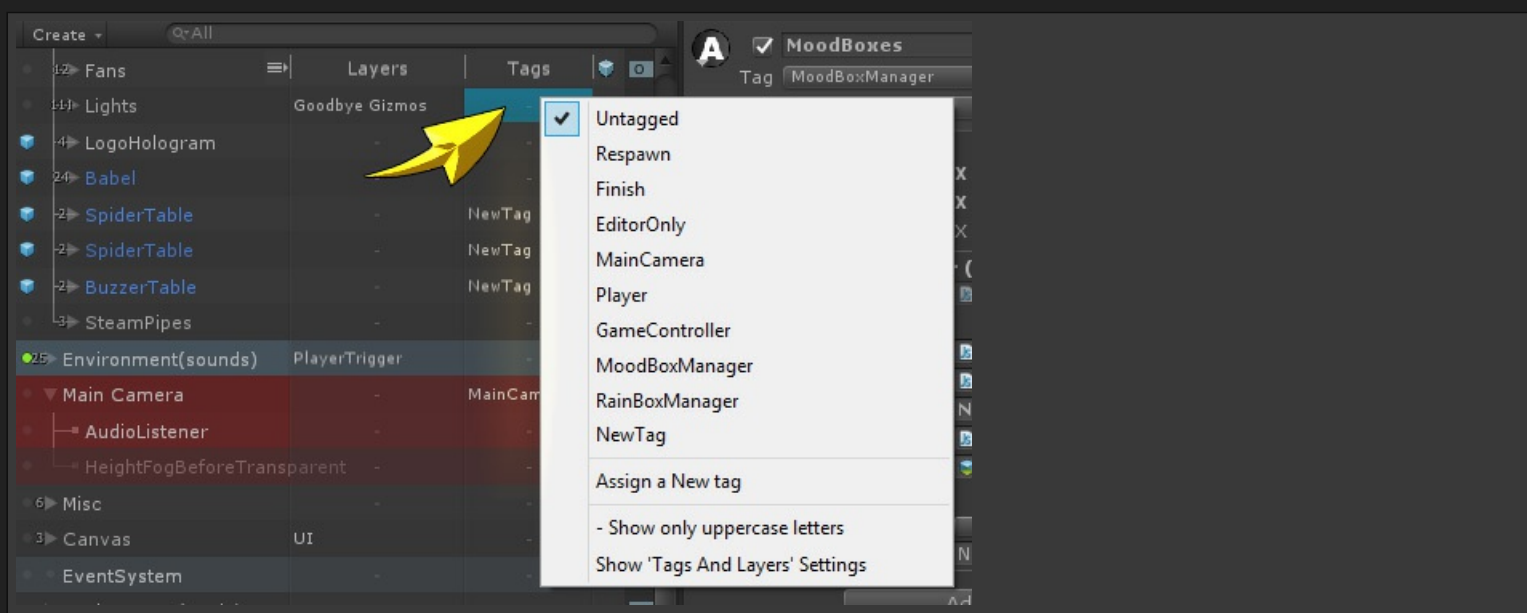 Create
All
MoodBoxes
Tag MoodBoxManager
12 Fans
Layers Tags
Lights Goodbye Gizmos -
4 LogoHologram - -
24 Babel - -
2 SpiderTable - NewTag
2 SpiderTable - NewTag
2 BuzzerTable - NewTag
3 SteamPipes - -
25 Environment(sounds) PlayerTrigger -
Main Camera - MainCam
AudioListener - -
HeightFogBeforeTransparent - -
6 Misc - -
3 Canvas UI -
EventSystem - -
Untagged
Respawn
Finish
EditorOnly
MainCamera
Player
GameController
MoodBoxManager
RainBoxManager
NewTag
Assign a New tag
- Show only uppercase letters
Show 'Tags And Layers' Settings
X
X
X
(
N
N
Ad